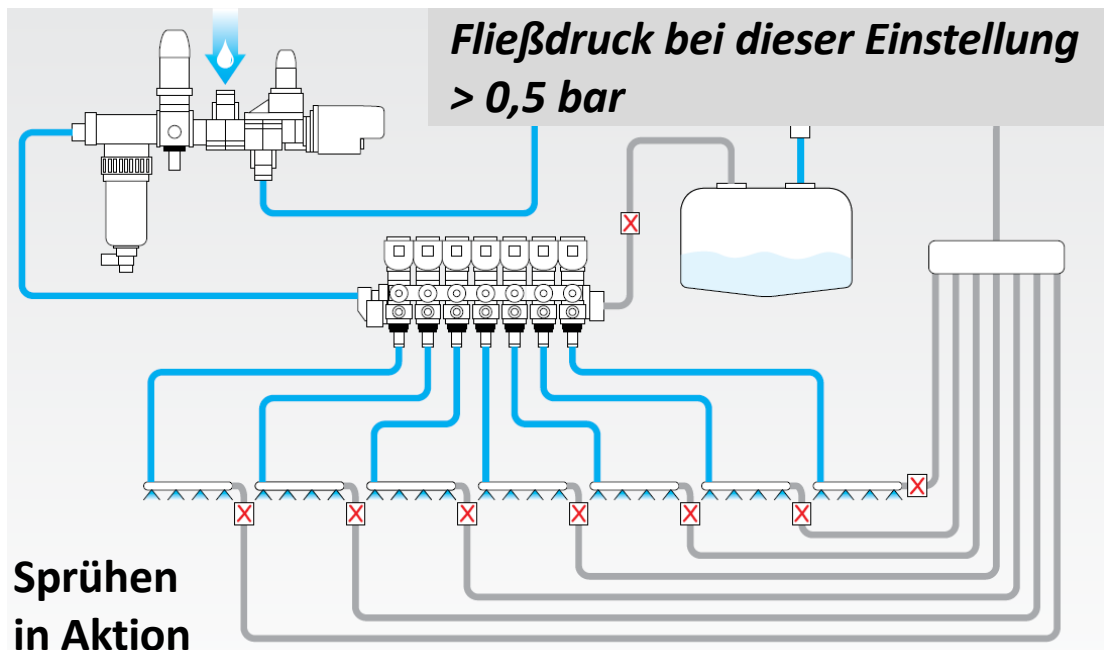 Fließdruck bei dieser Einstellung
> 0,5 bar
Sprühen
in Aktion